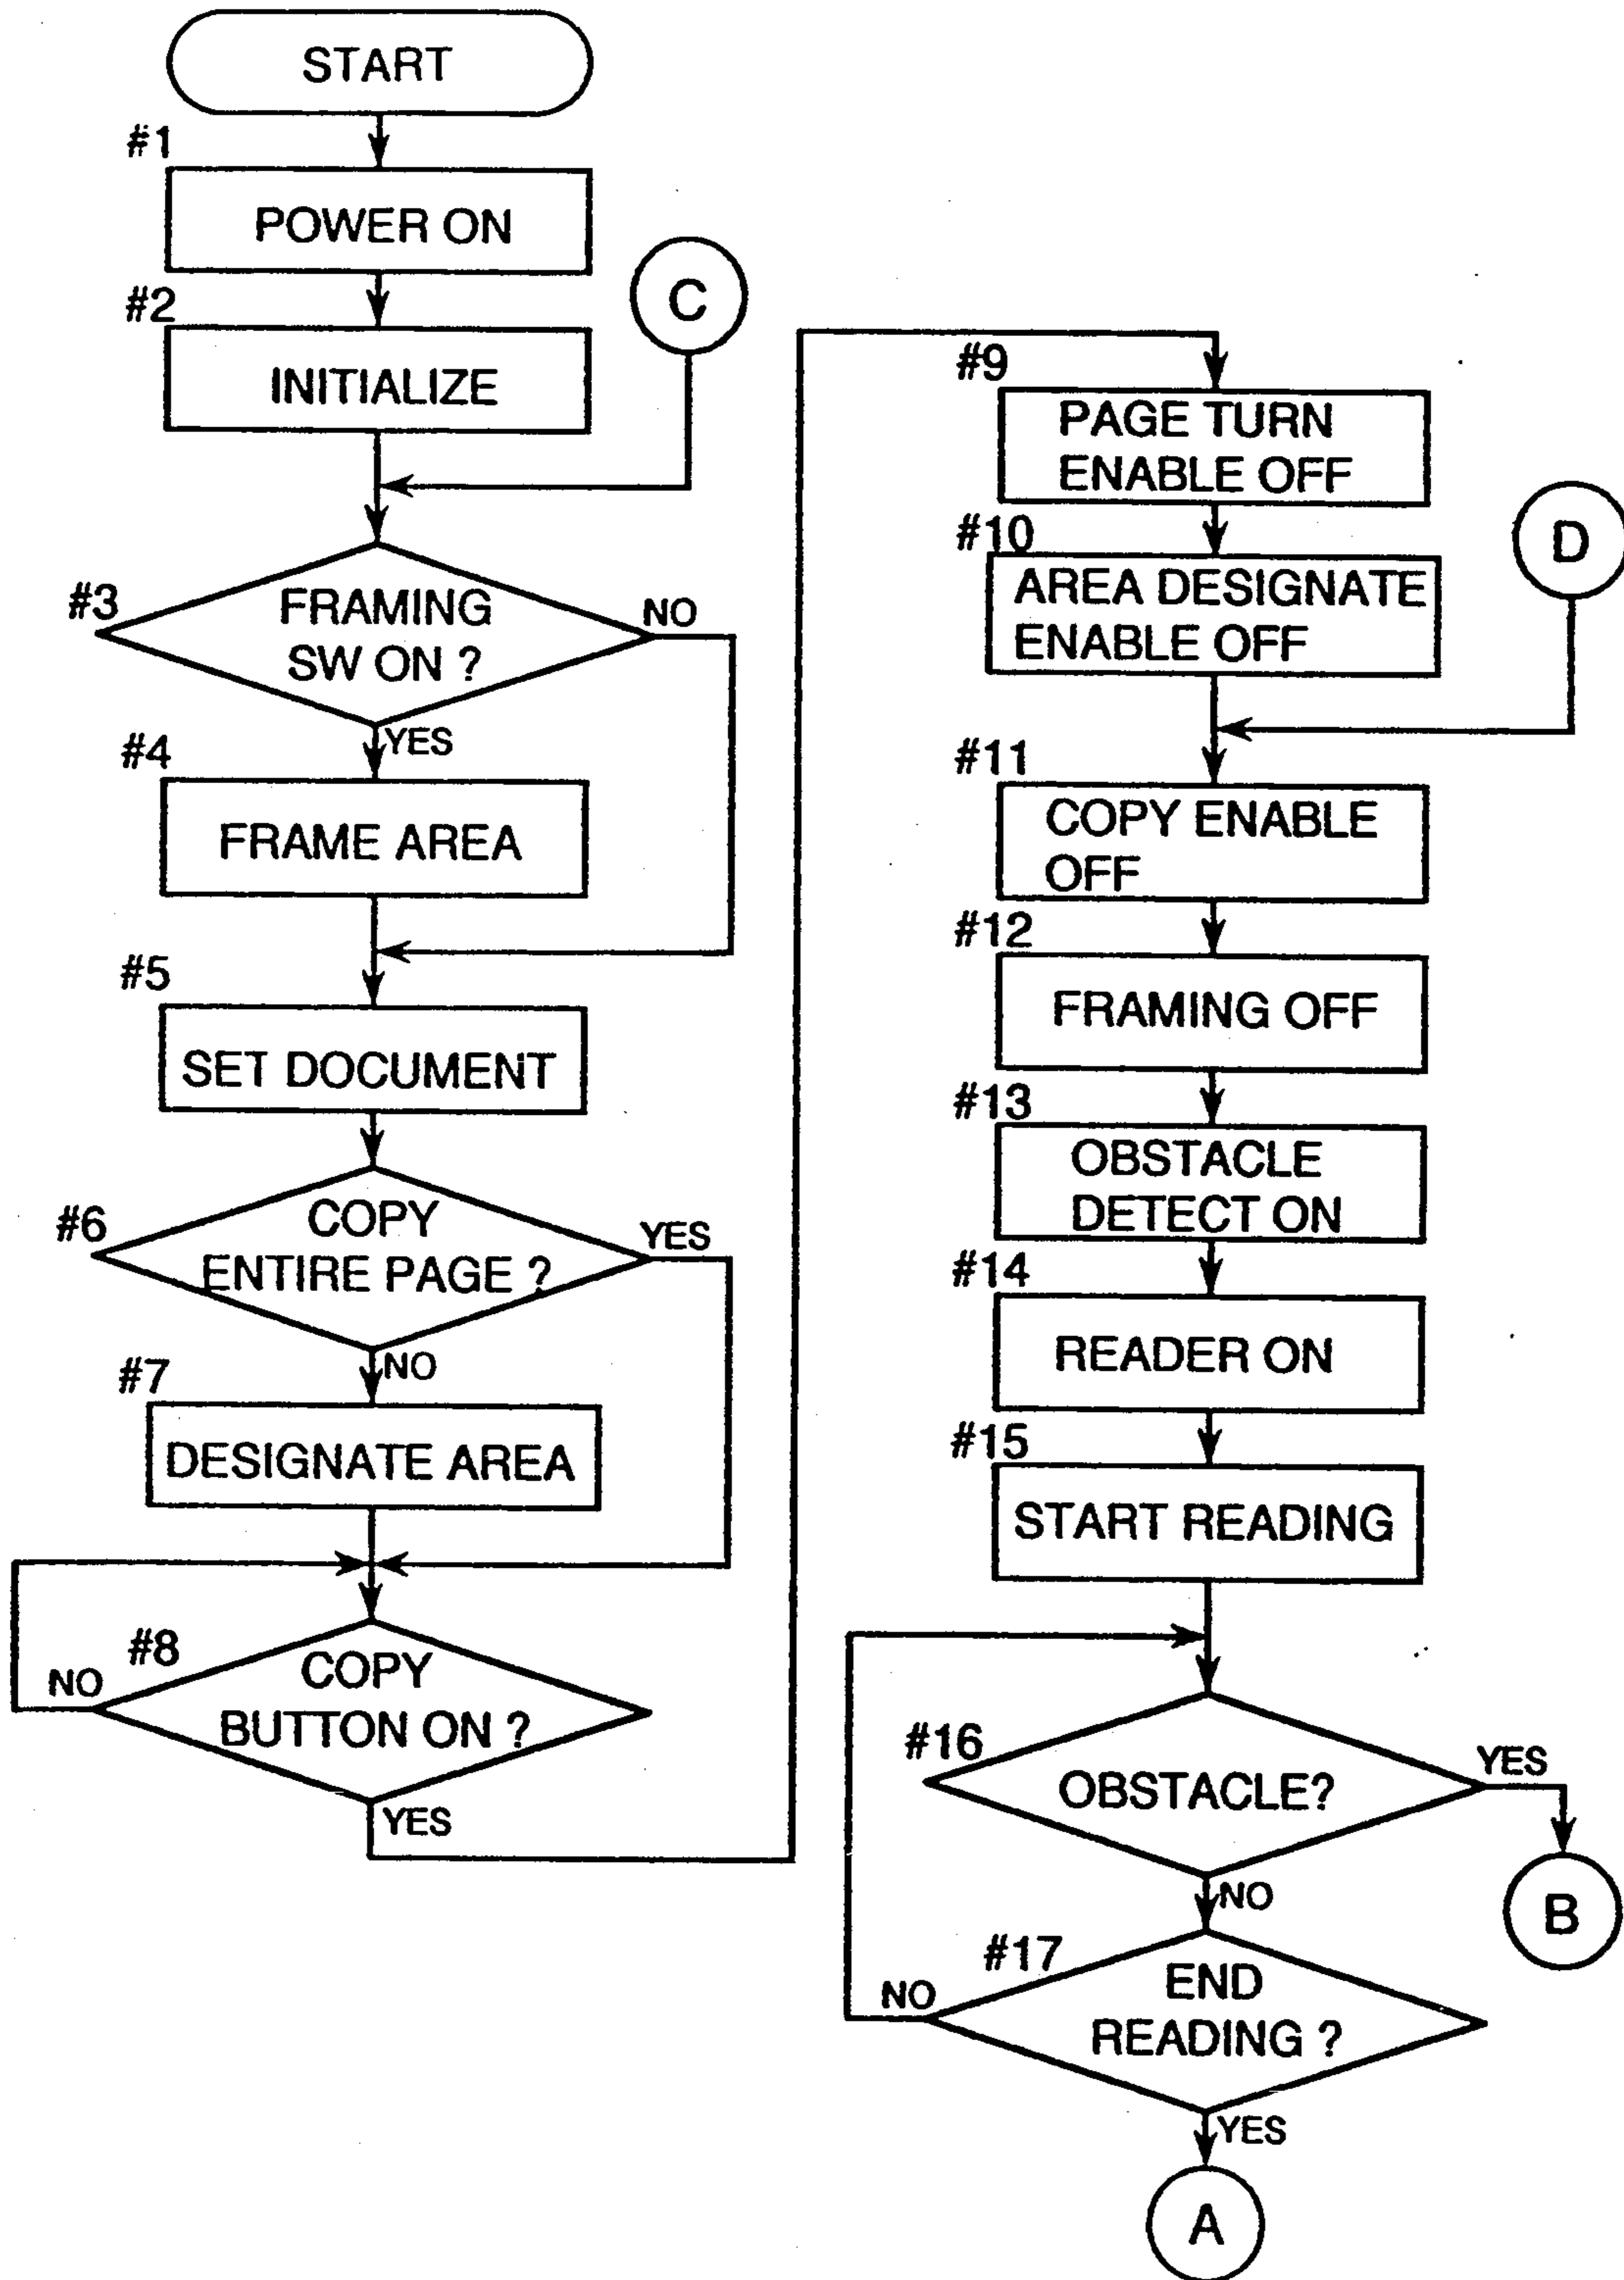 START
#1
POWER ON
#2
INITIALIZE
C
#3
FRAMING
SW ON ?
NO
YES
#4
FRAME AREA
#5
SET DOCUMENT
#6
COPY
ENTIRE PAGE ?
YES
NO
#7
DESIGNATE AREA
#8
COPY
BUTTON ON ?
NO
YES
#9
PAGE TURN
ENABLE OFF
#10
AREA DESIGNATE
ENABLE OFF
D
#11
COPY ENABLE
OFF
#12
FRAMING OFF
#13
OBSTACLE
DETECT ON
#14
READER ON
#15
START READING
#16
OBSTACLE?
YES
B
NO
#17
END
READING ?
NO
YES
A